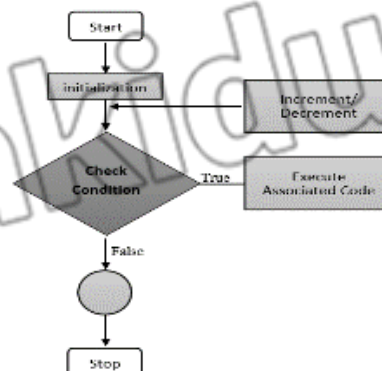 Start
initialization
Increment/
Decrement
Check
Condition
True
Execute
Associated Code
False
Stop